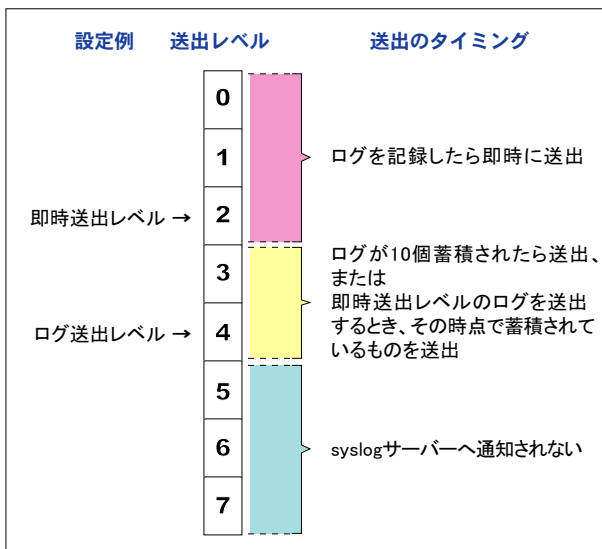 設定例 送出レベル 送出のタイミング
0
1
ログを記録したら即時に送出
即時送出レベル → 2
3
ログが10個蓄積されたら送出、
または
即時送出レベルのログを送出
するとき、その時点で蓄積されて
いるものを送出
ログ送出レベル → 4
5
6
syslogサーバーへ通知されない
7